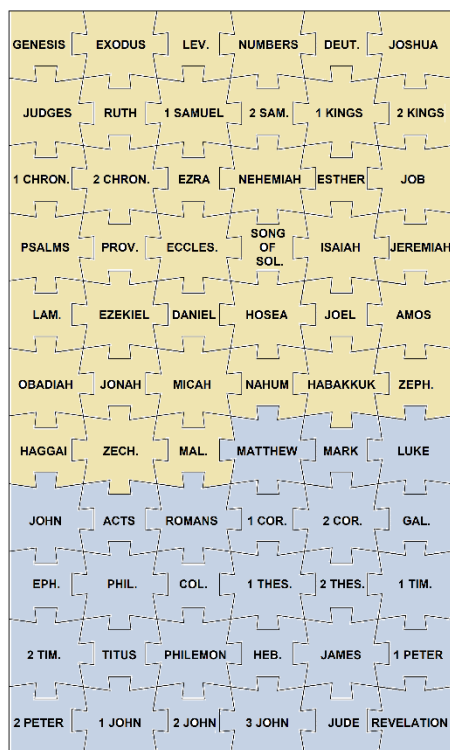 GENESIS EXODUS LEV. NUMBERS DEUT. JOSHUA
JUDGES RUTH 1 SAMUEL 2 SAM. 1 KINGS 2 KINGS
1 CHRON. 2 CHRON. EZRA NEHEMIAH ESTHER JOB
PSALMS PROV. ECCLES. SONG OF SOL. ISAIAH JEREMIAH
LAM. EZEKIEL DANIEL HOSEA JOEL AMOS
OBADIAH JONAH MICAH NAHUM HABAKKUK ZEPH.
HAGGAI ZECH. MAL. MATTHEW MARK LUKE
JOHN ACTS ROMANS 1 COR. 2 COR. GAL.
EPH. PHIL. COL. 1 THES. 2 THES. 1 TIM.
2 TIM. TITUS PHILEMON HEB. JAMES 1 PETER
2 PETER 1 JOHN 2 JOHN 3 JOHN JUDE REVELATION